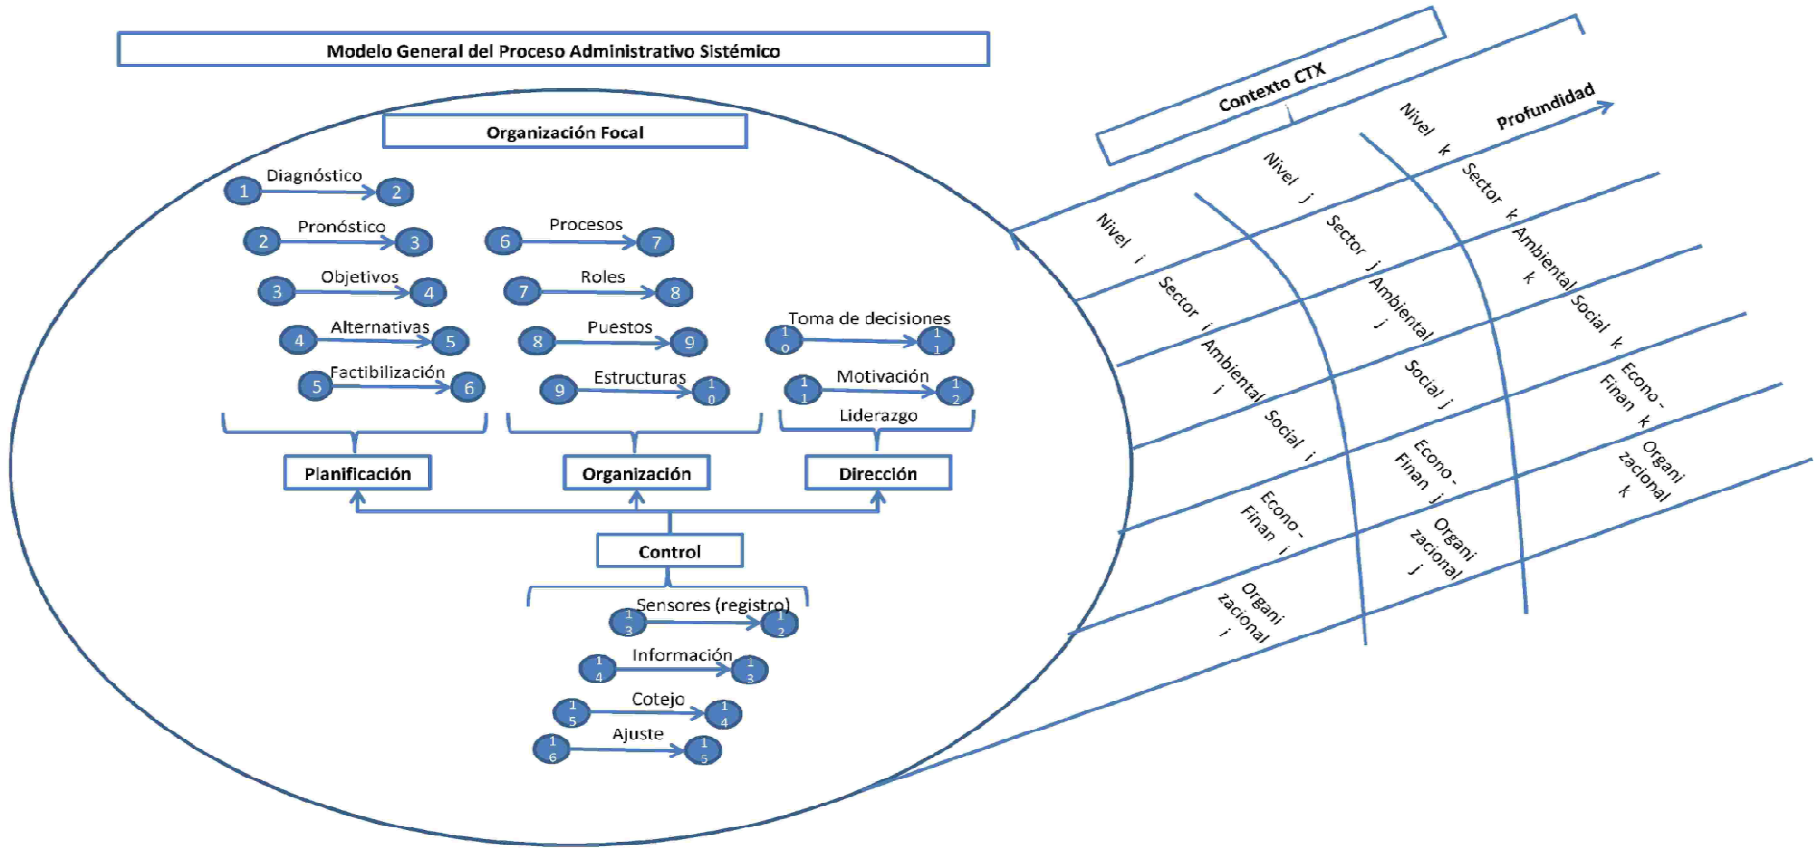 Modelo General del Proceso Administrativo Sistémico
Organización Focal
Diagnóstico
1 2
Pronóstico
2 3
Objetivos
3 4
Alternativas
4 5
Factibilización
5 6
Planificación
Procesos
6 7
Roles
7 8
Puestos
8 9
Estructuras
9 10
Organización
Toma de decisiones
10 11
Motivación
11 12
Liderazgo
Dirección
Control
Sensores (registro)
13 12
Información
14 13
Cotejo
15 14
Ajuste
16 15
Contexto CTX
Profundidad
Nivel i
Sector i
Ambiental i
Social i
Econo-
Finan i
Organi
zacional
i
Nivel j
Sector j
Ambiental j
Social j
Econo-
Finan j
Organi
zacional
j
Nivel k
Sector k
Ambiental k
Social k
Econo-
Finan k
Organi
zacional
k